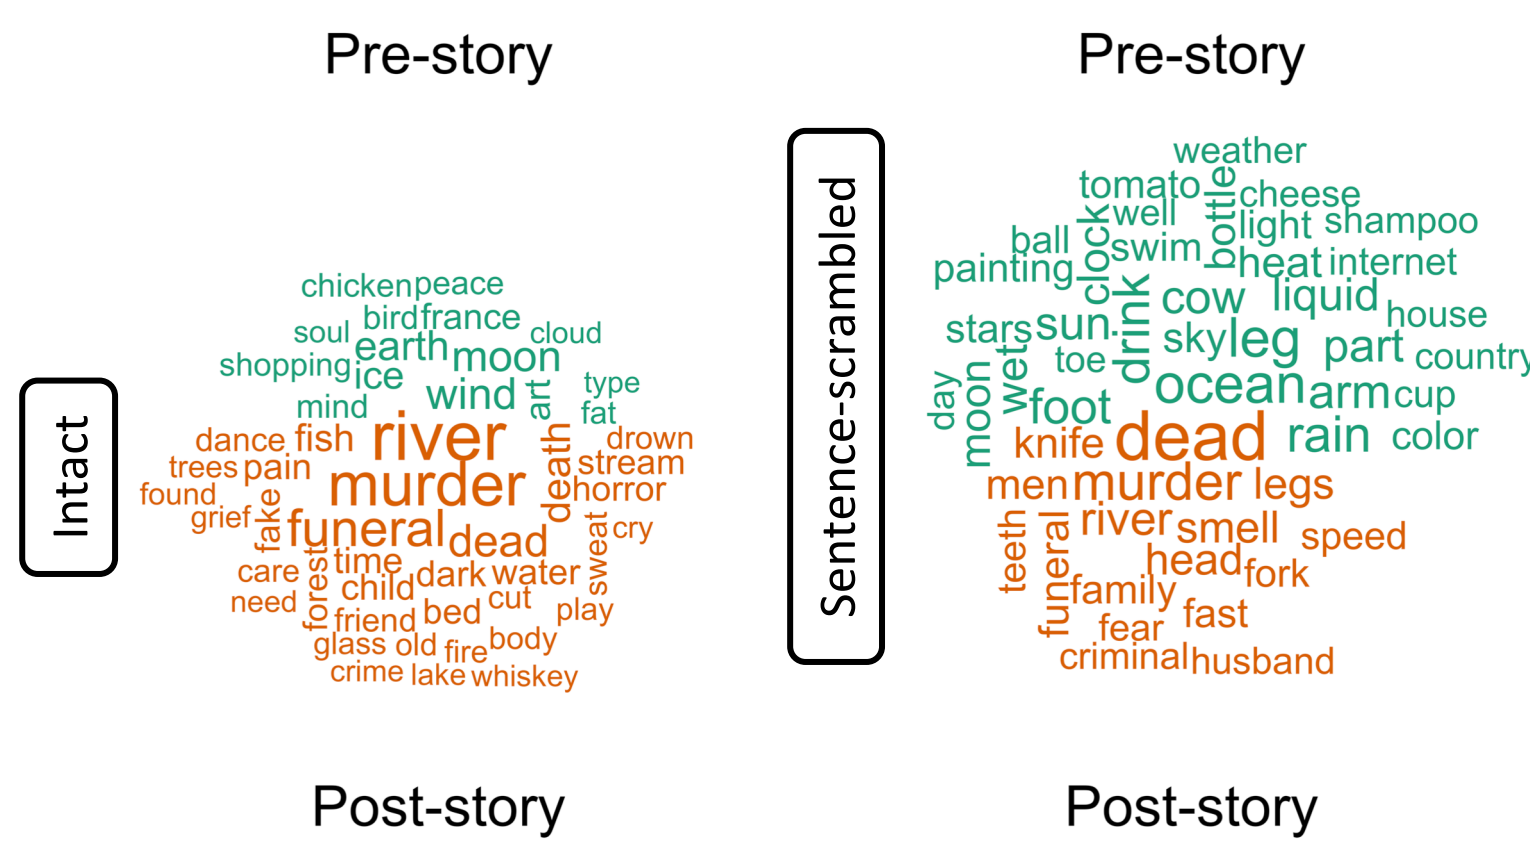 Pre-story
Intact
chicken peace
bird france
soul cloud
earth moon
shopping ice type
wind art
mind fat
dance fish river drown
trees pain death stream
found murder horror
grief fake
funeral dead sweat cry
time
care forest child dark water
need cut
friend bed play
glass old fire body
crime lake whiskey
Post-story
Pre-story
Sentence-scrambled
weather
tomato bottle cheese
clock well light shampoo
ball swim
painting heat internet
drink cow liquid house
stars sun. sky leg part
wet toe country
day moon ocean arm cup
foot
knife dead rain color
men murder legs
teeth funeral river smell speed
head fork
family
fear fast
criminal husband
Post-story